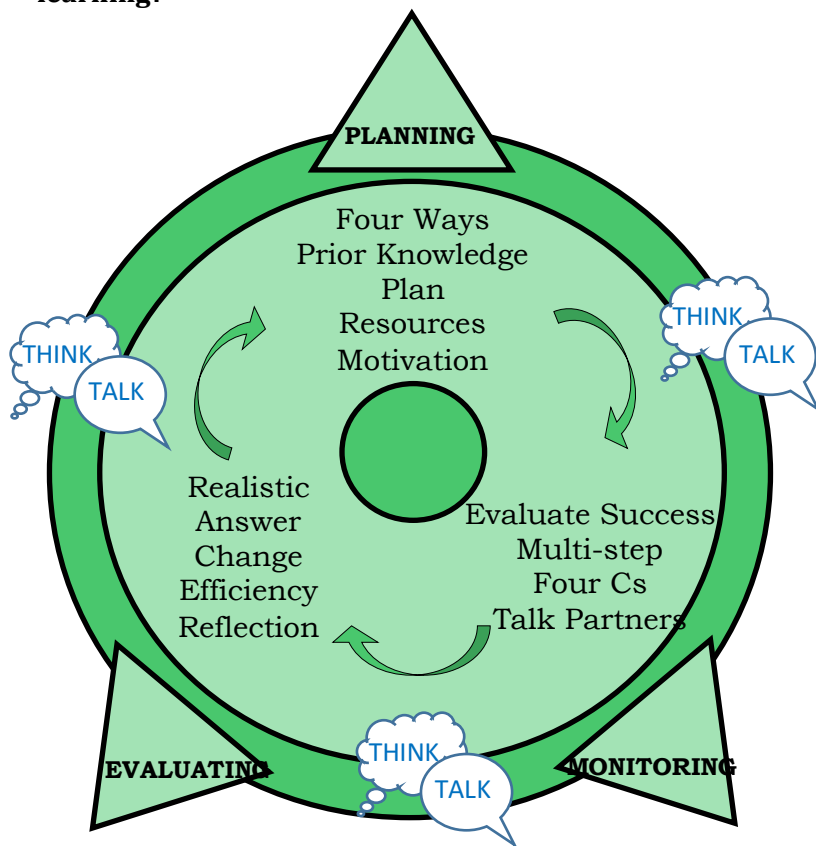 learning.
PLANNING
Four Ways
Prior Knowledge
Plan
Resources
Motivation
THINK
TALK
THINK
TALK
Realistic
Answer
Change
Efficiency
Reflection
Evaluate Success
Multi-step
Four Cs
Talk Partners
EVALUATING
THINK
TALK
MONITORING